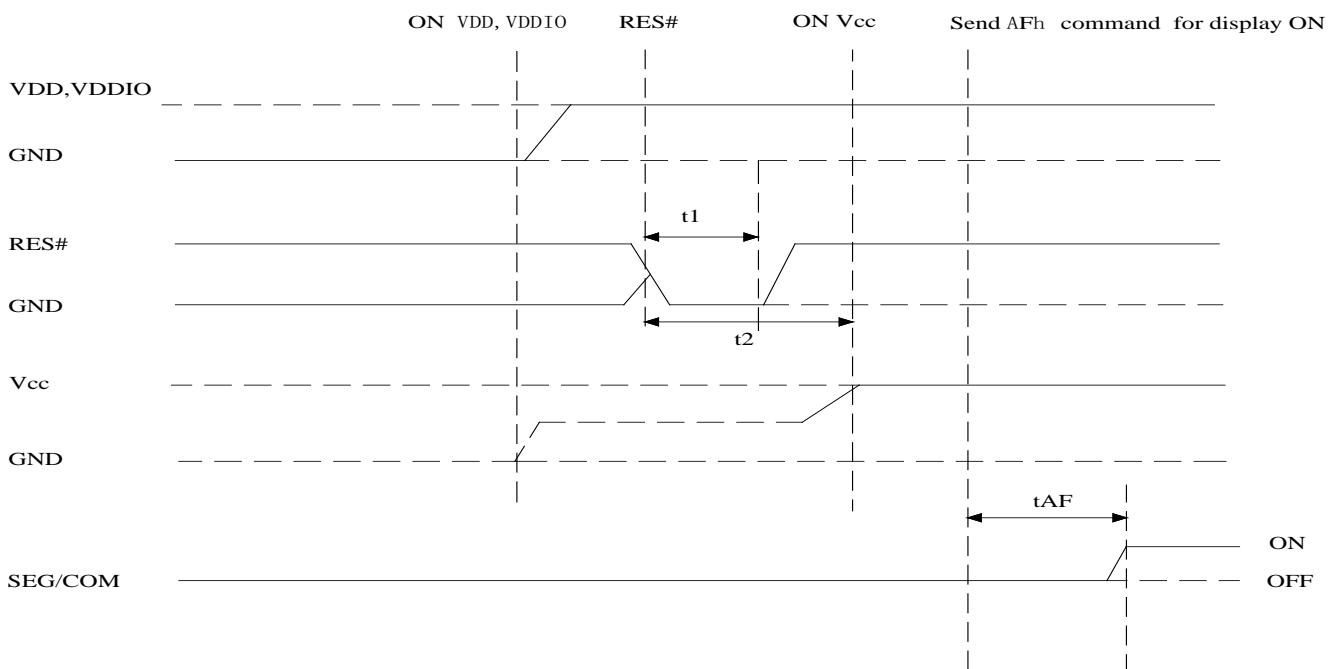 ON VDD, VDDIO RES# ON Vcc Send AFh command for display ON
VDD,VDDIO
GND
t1
RES#
GND
t2
Vcc
GND
tAF
ON
SEG/COM
OFF